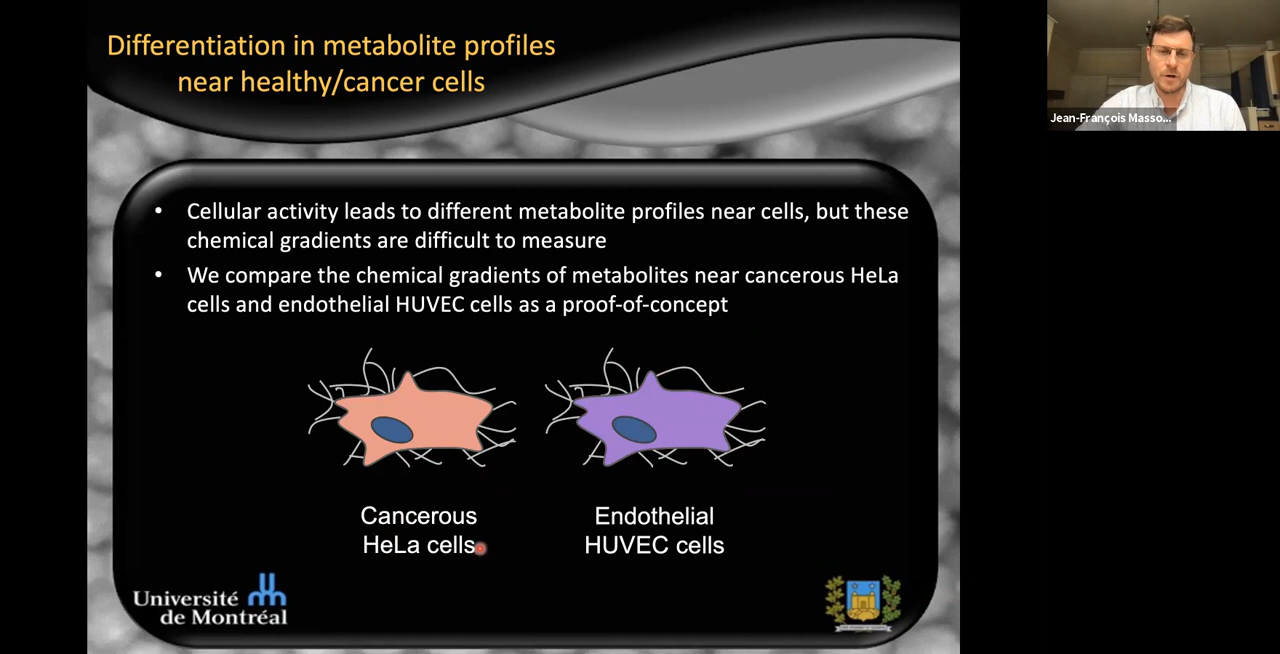 Differentiation in metabolite profiles
near healthy/cancer cells
Jean-François Masso...
• Cellular activity leads to different metabolite profiles near cells, but these
chemical gradients are difficult to measure
• We compare the chemical gradients of metabolites near cancerous HeLa
cells and endothelial HUVEC cells as a proof-of-concept
Cancerous
HeLa cells
Endothelial
HUVEC cells
Université
de Montréal